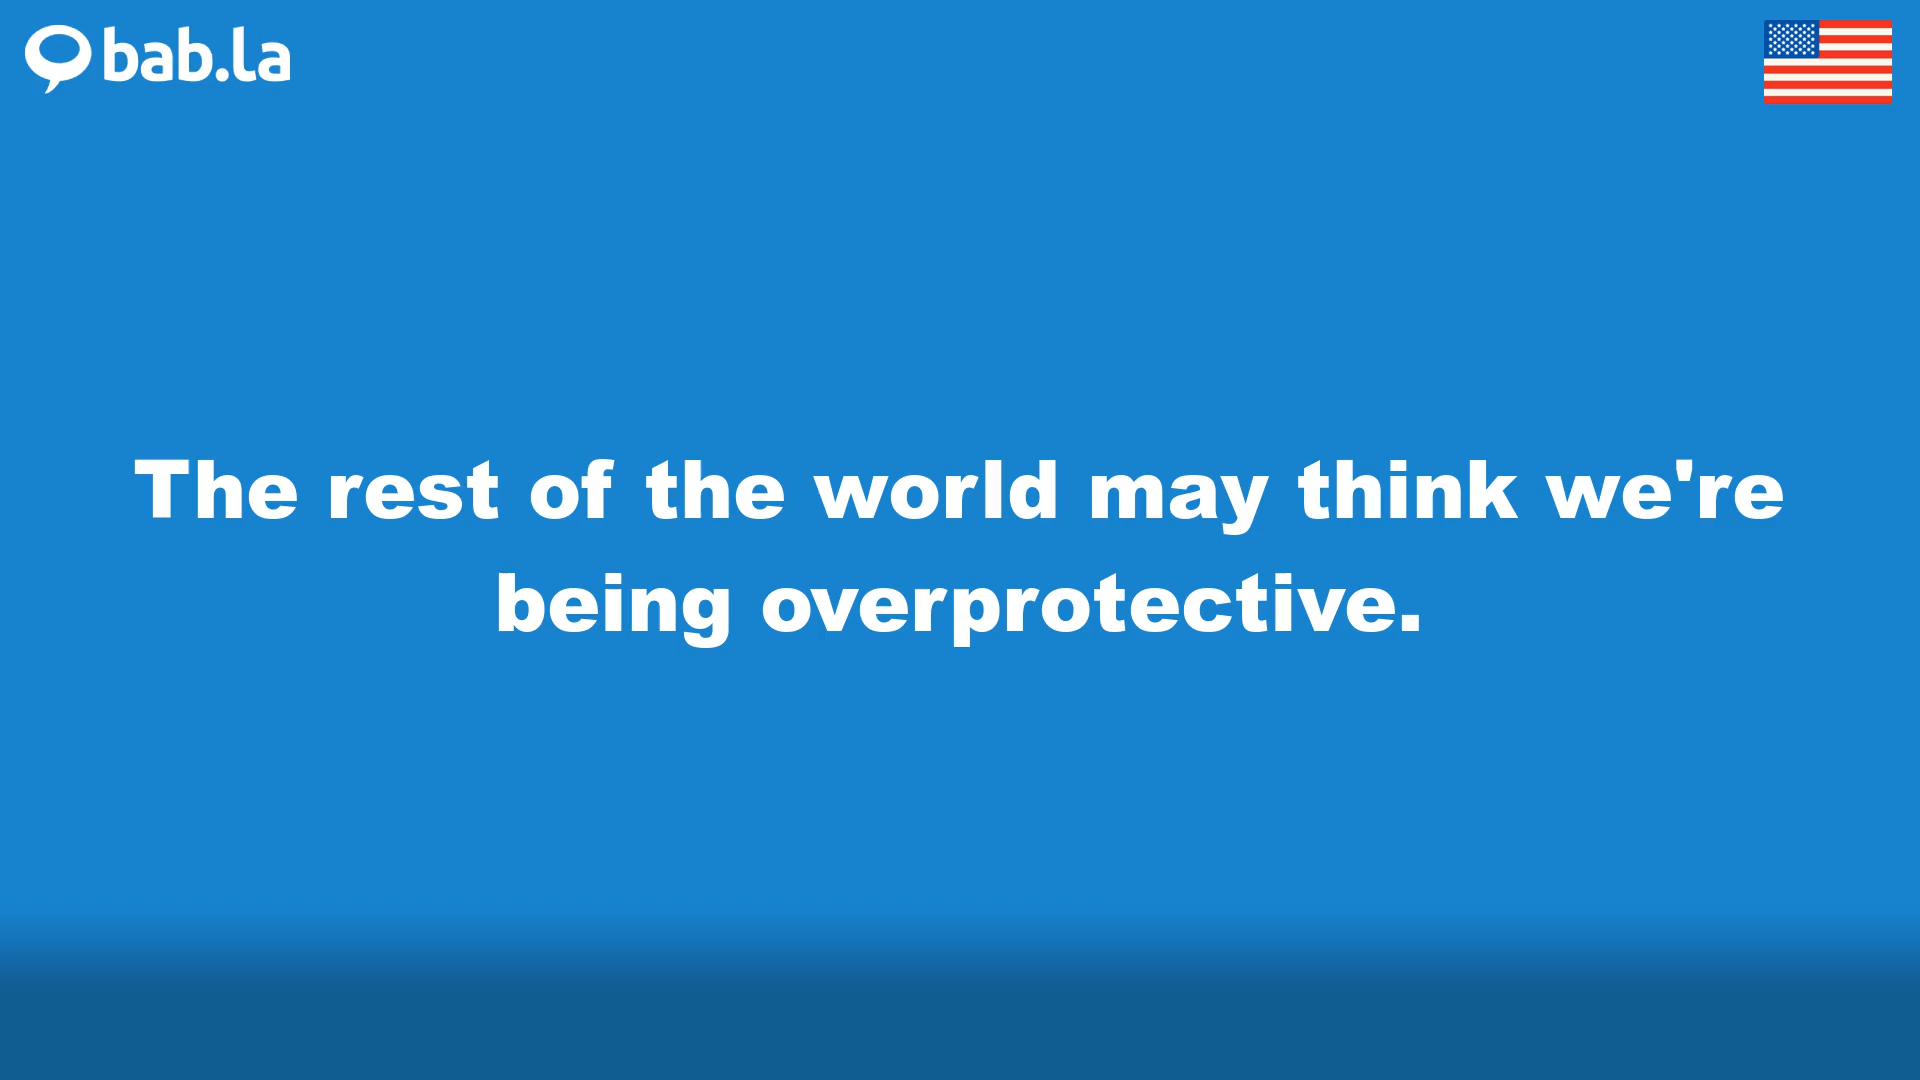 bab.la
The rest of the world may think we're
being overprotective.